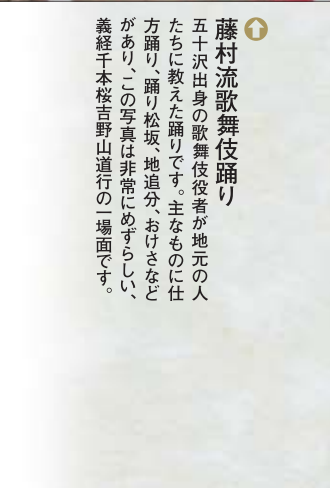 藤村流歌舞伎踊り
五十沢出身の歌舞伎役者が地元の人
たちに教えた踊りです。主なものに仕
方踊り、踊り松坂、地追分、おけさなど
があり、この写真は非常にめずらしい、
義経千本桜吉野山道行の一場面です。